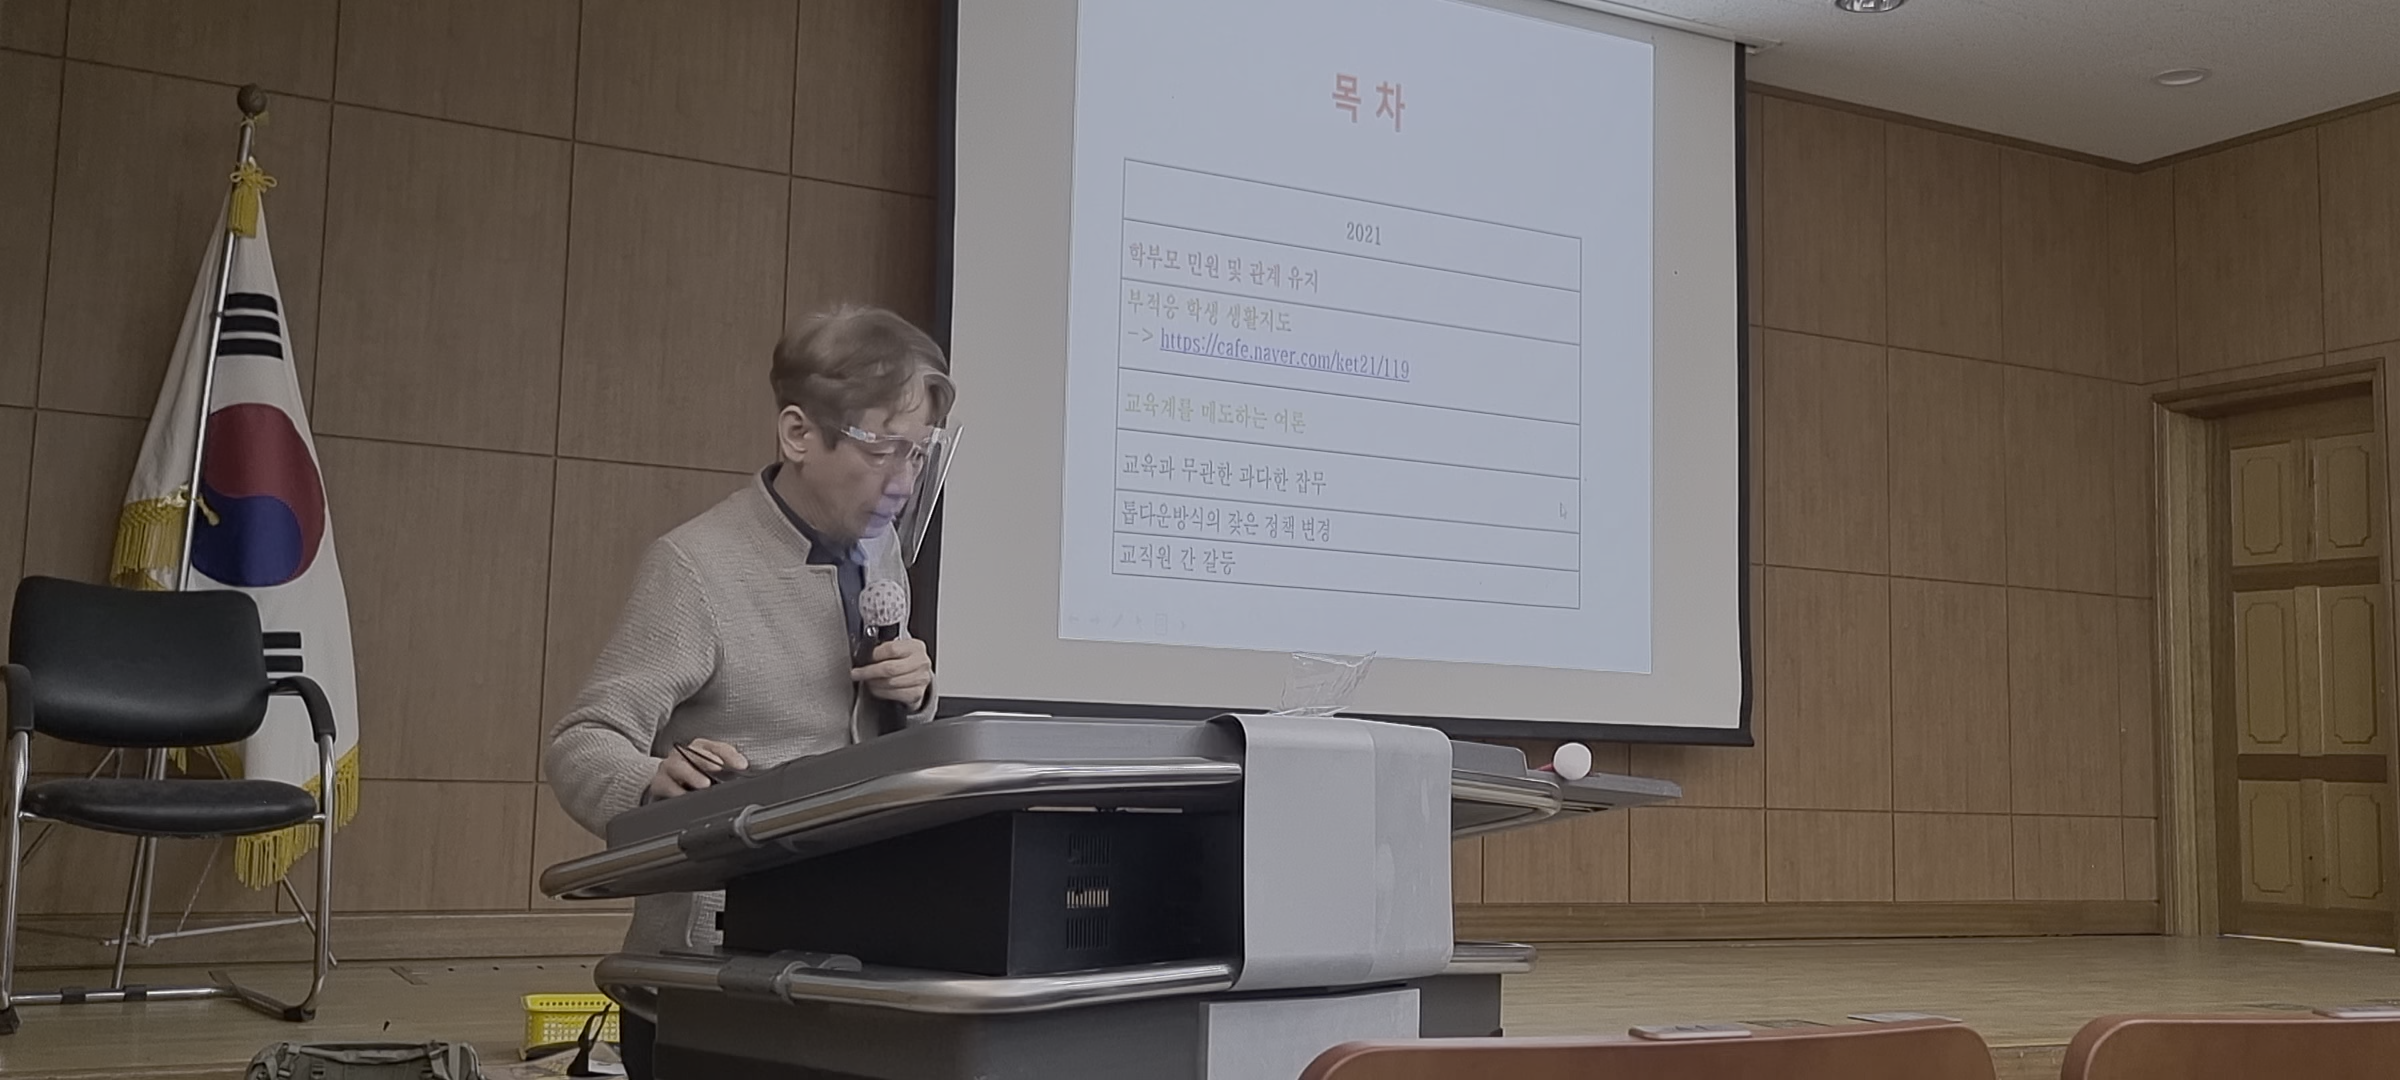 목 차
2021
학부모 민원 및 관계 유지
부적응 학생 생활지도
-> https://cafe.naver.com/ket21/119
교육계를 매도하는 여론
교육과 무관한 과다한 잡무
톱다운방식의 잦은 정책 변경
교직원 간 갈등